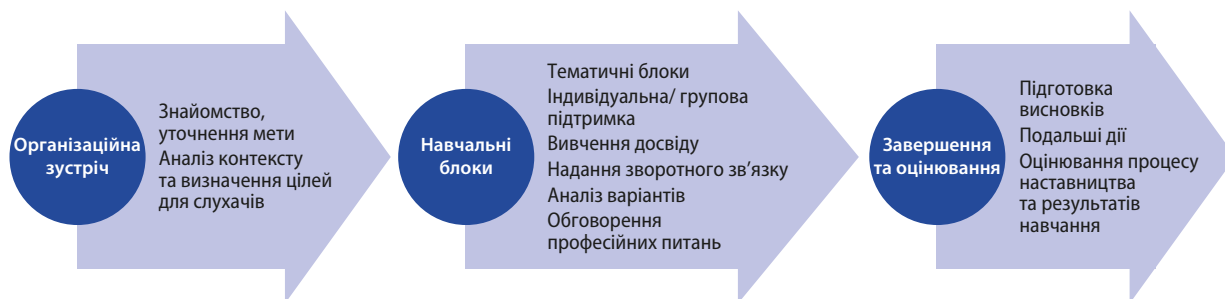 Організаційна
зустріч
Знайомство,
уточнення мети
Аналіз контексту
та визначення цілей
для слухачів
Навчальні
блоки
Тематичні блоки
Індивідуальна/ групова
підтримка
Вивчення досвіду
Надання зворотного зв’язку
Аналіз варіантів
Обговорення
професійних питань
Завершення
та оцінювання
Підготовка
висновків
Подальші дії
Оцінювання процесу
наставництва
та результатів
навчання